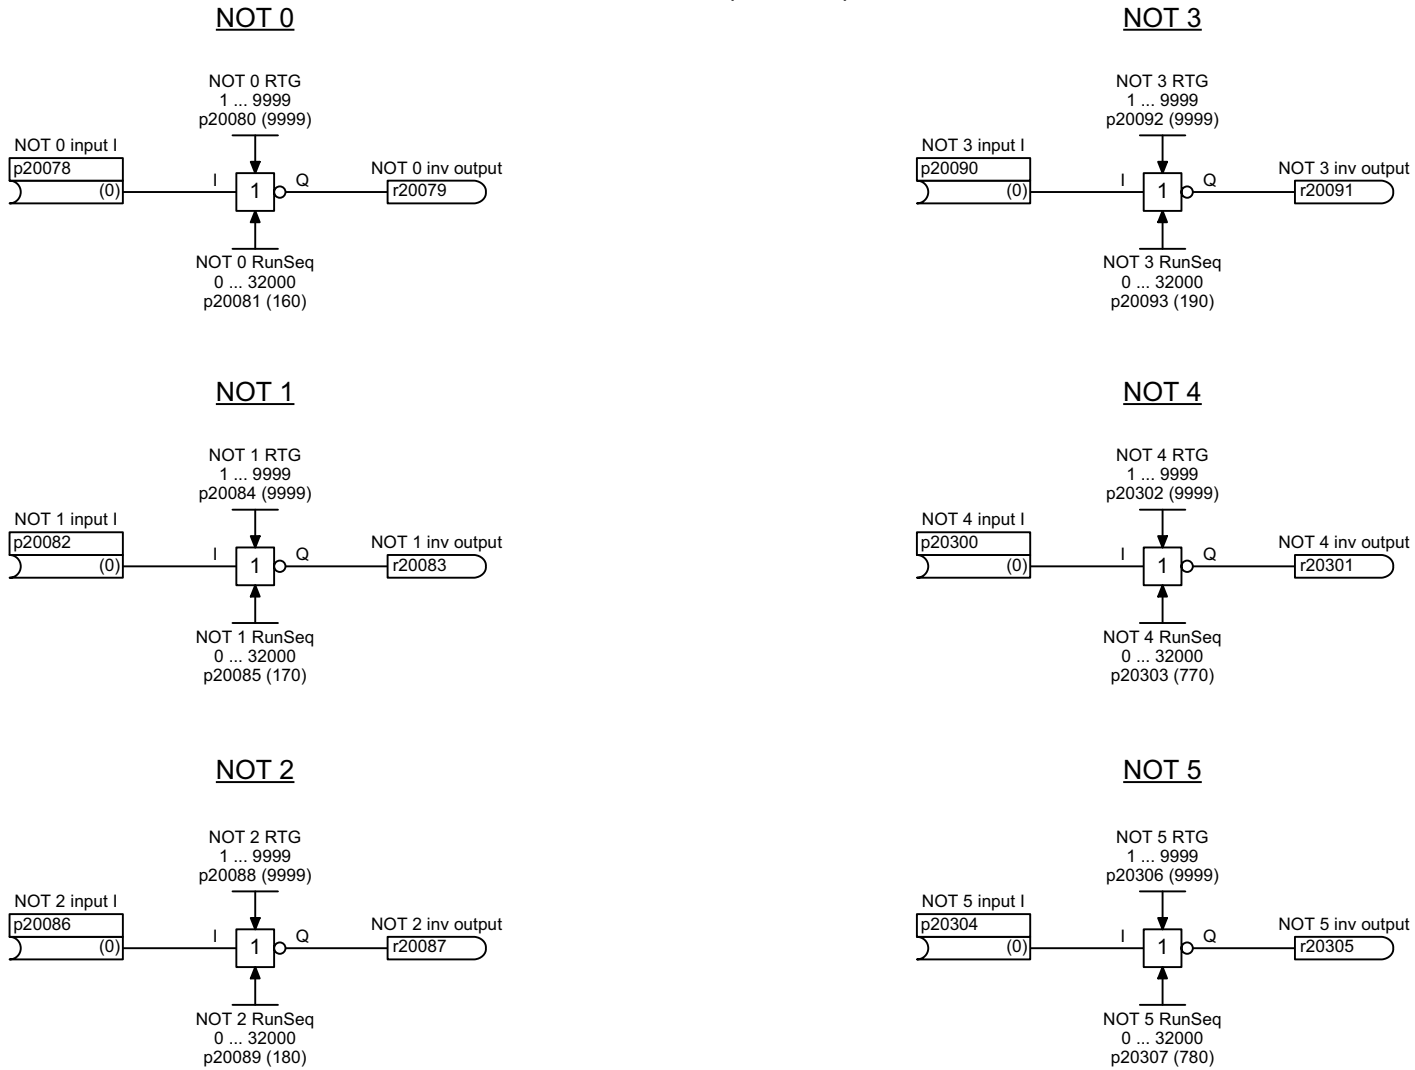 NOT 0
NOT 0 RTG
1 ... 9999
p20080 (9999)
NOT 0 input I
p20078
(0)
I
1
Q
NOT 0 inv output
r20079
NOT 0 RunSeq
0 ... 32000
p20081 (160)
NOT 3
NOT 3 RTG
1 ... 9999
p20092 (9999)
NOT 3 input I
p20090
(0)
I
1
Q
NOT 3 inv output
r20091
NOT 3 RunSeq
0 ... 32000
p20093 (190)
NOT 1
NOT 1 RTG
1 ... 9999
p20084 (9999)
NOT 1 input I
p20082
(0)
I
1
Q
NOT 1 inv output
r20083
NOT 1 RunSeq
0 ... 32000
p20085 (170)
NOT 4
NOT 4 RTG
1 ... 9999
p20302 (9999)
NOT 4 input I
p20300
(0)
I
1
Q
NOT 4 inv output
r20301
NOT 4 RunSeq
0 ... 32000
p20303 (770)
NOT 2
NOT 2 RTG
1 ... 9999
p20088 (9999)
NOT 2 input I
p20086
(0)
I
1
Q
NOT 2 inv output
r20087
NOT 2 RunSeq
0 ... 32000
p20089 (180)
NOT 5
NOT 5 RTG
1 ... 9999
p20306 (9999)
NOT 5 input I
p20304
(0)
I
1
Q
NOT 5 inv output
r20305
NOT 5 RunSeq
0 ... 32000
p20307 (780)